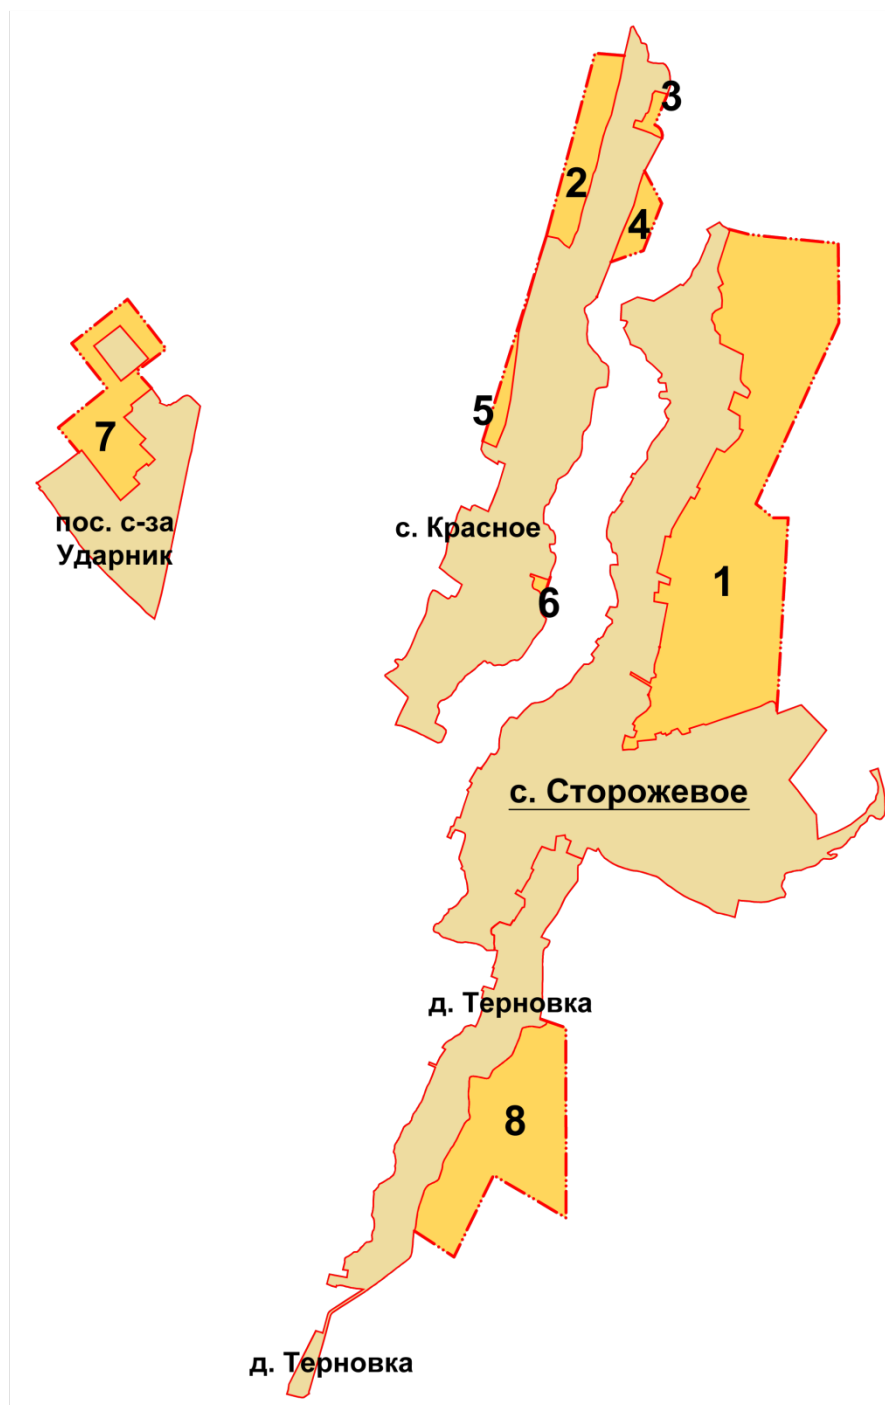 3
2
4
5
7
пос. с-за
Ударник
с. Красное
1
6
с. Сторожевое
д. Терновка
8
д. Терновка